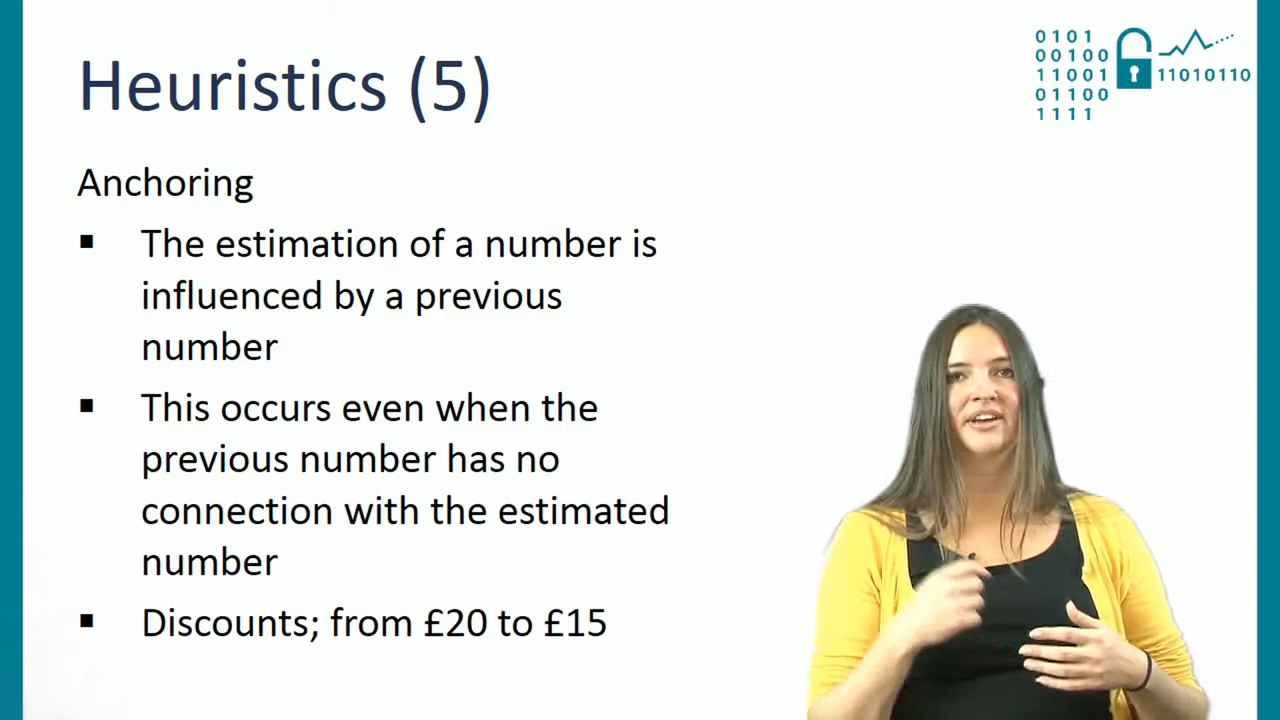 Heuristics (5)
0101
00100
11001
11010110
01100
1111
Anchoring
▪ The estimation of a number is
influenced by a previous
number
▪ This occurs even when the
previous number has no
connection with the estimated
number
▪ Discounts; from £20 to £15